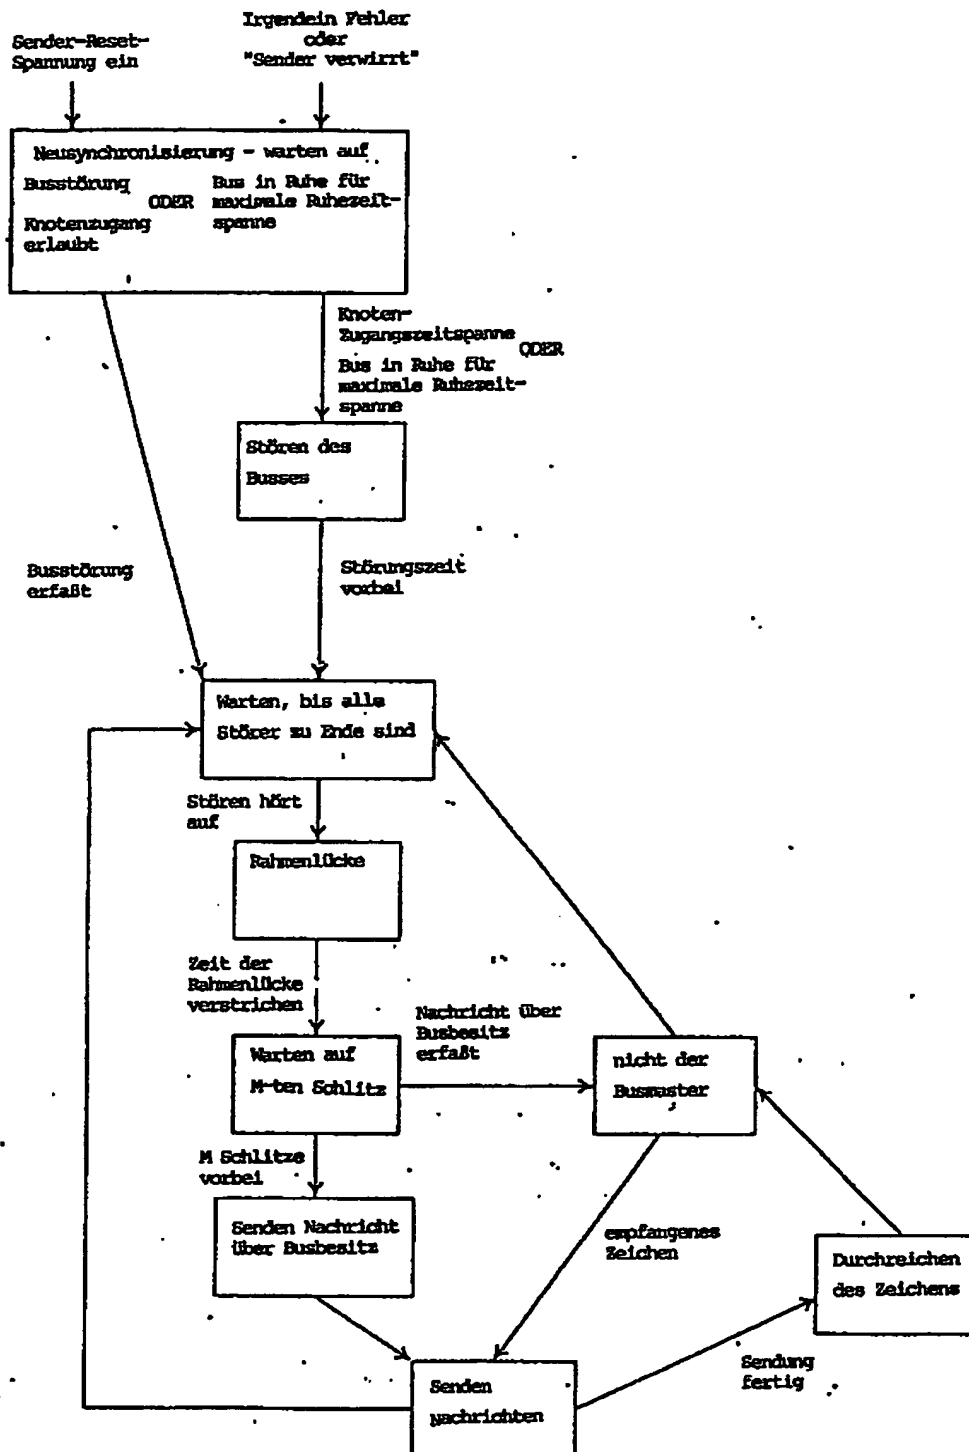 Sender-Reset-
Spannung ein
Irgendein Fehler
oder
"Sender verwirrt"
Neusynchronisierung - warten auf
Busstörung
ODER
Knotenzugang
erlaubt
Bus in Ruhe für
maximale Ruhezeit-
spanne
Knoten-
Zugangszeitspanne
ODER
Bus in Ruhe für
maximale Ruhezeit-
spanne
Stören des
Busses
Busstörung
erfaßt
Störungszeit
vorbei
Warten, bis alle
Störer zu Ende sind
Stören hört
auf
Rahmenlücke
Zeit der
Rahmenlücke
verstrichen
Nachricht über
Busbesitz
erfaßt
Warten auf
M-ten Schlitz
nicht der
Busmaster
M Schlitze
vorbei
Senden Nachricht
über Busbesitz
empfangenes
Zeichen
Durchreichen
des Zeichens
Sendung
fertig
Senden
Nachrichten